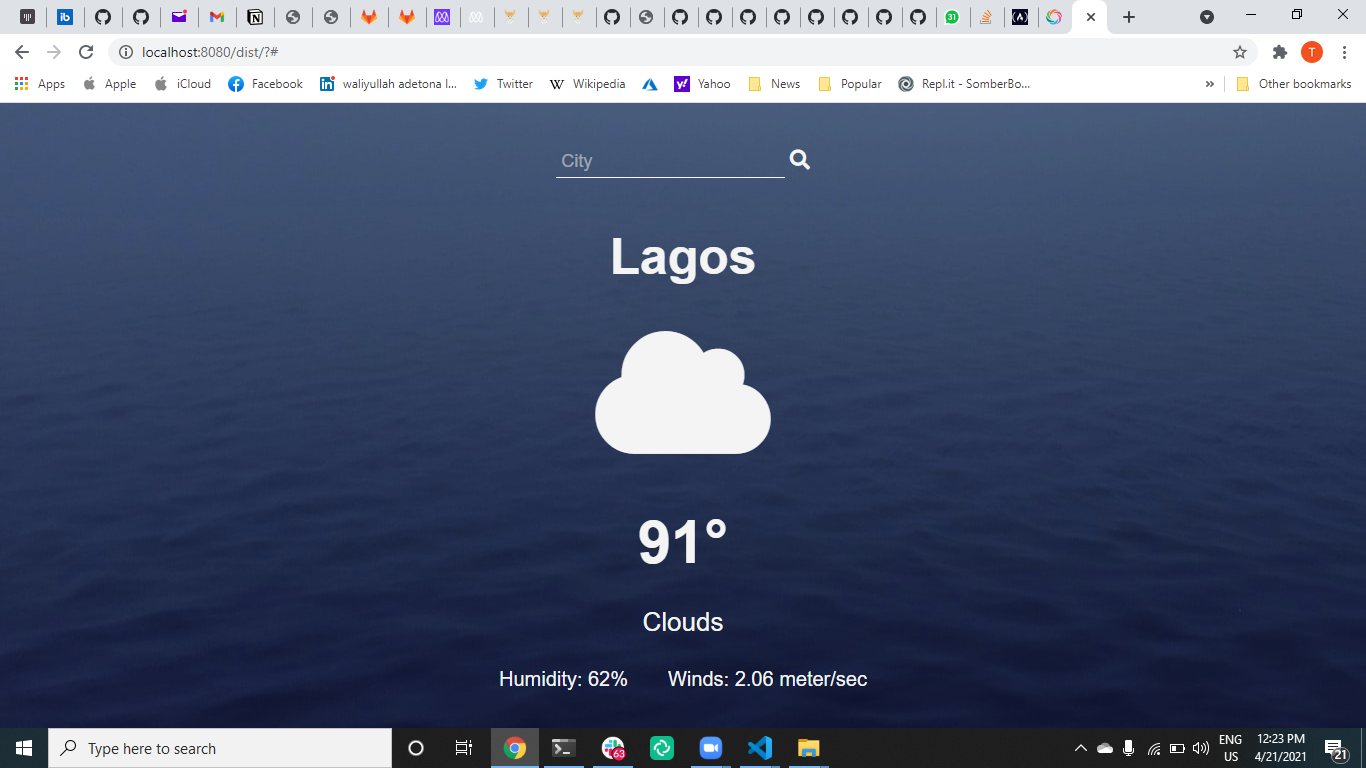 31
localhost:8080/dist/?#
T
Apps Apple iCloud Facebook waliyullah adetona l... Twitter Wikipedia Yahoo News Popular Repl.it - SomberBo... » Other bookmarks
City
Lagos
91°
Clouds
Humidity: 62% Winds: 2.06 meter/sec
Type here to search
63
ENG
US
12:23 PM
4/21/2021
21